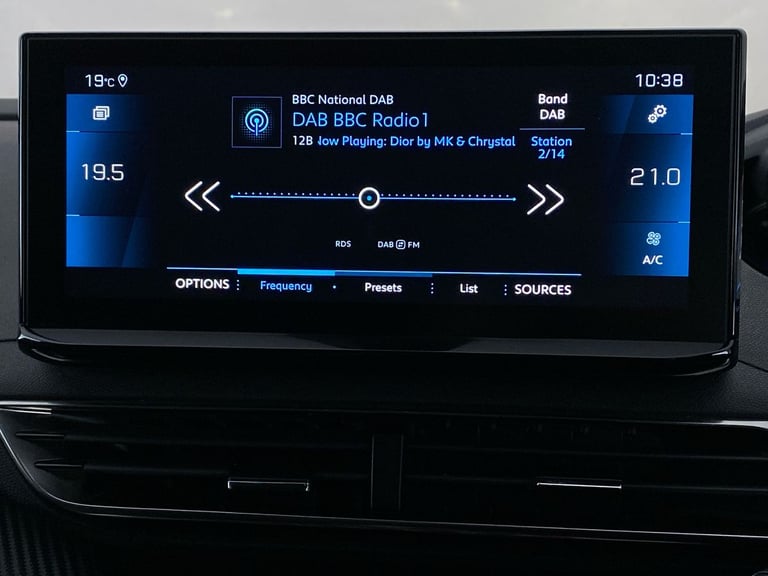 19°C
10:38
BBC National DAB
DAB BBC Radio1
12B Now Playing: Dior by MK & Chrystal
Band
DAB
Station
2/14
19.5
21.0
RDS
DAB FM
A/C
OPTIONS Frequency Presets List SOURCES